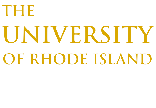 THE
UNIVERSITY
OF RHODE ISLAND